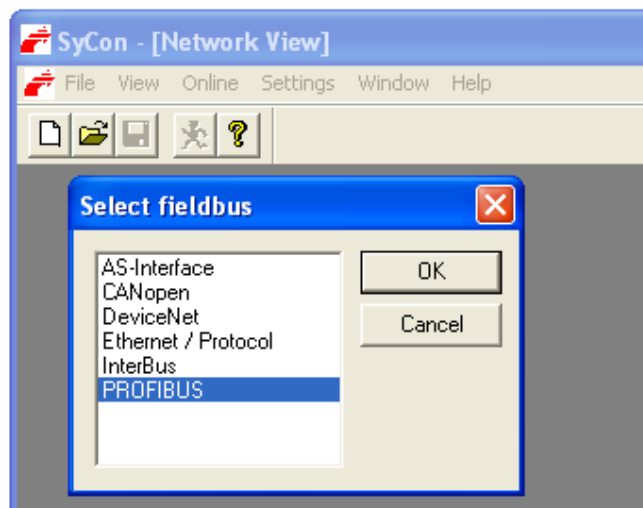 SyCon - [Network View]
File View Online Settings Window Help
Select fieldbus
AS-Interface
CANopen
DeviceNet
Ethernet / Protocol
InterBus
PROFIBUS
OK
Cancel